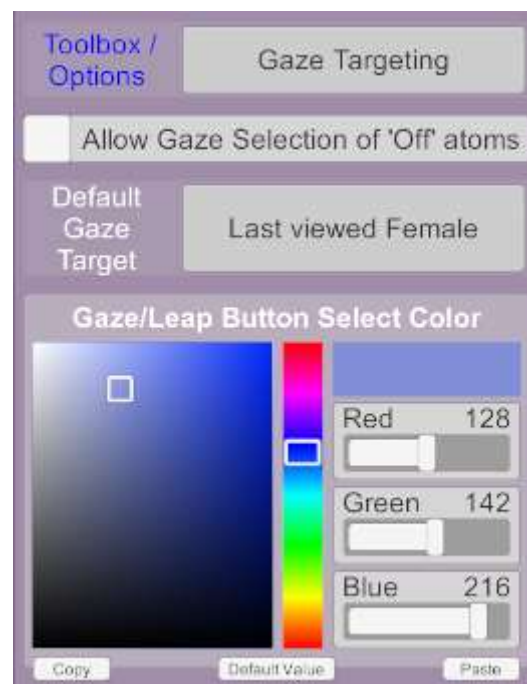 Toolbox /
Options
Gaze Targeting
Allow Gaze Selection of 'Off' atoms
Default
Gaze
Target
Last viewed Female
Gaze/Leap Button Select Color
Red 128
Green 142
Blue 216
Copy Default Value Paste